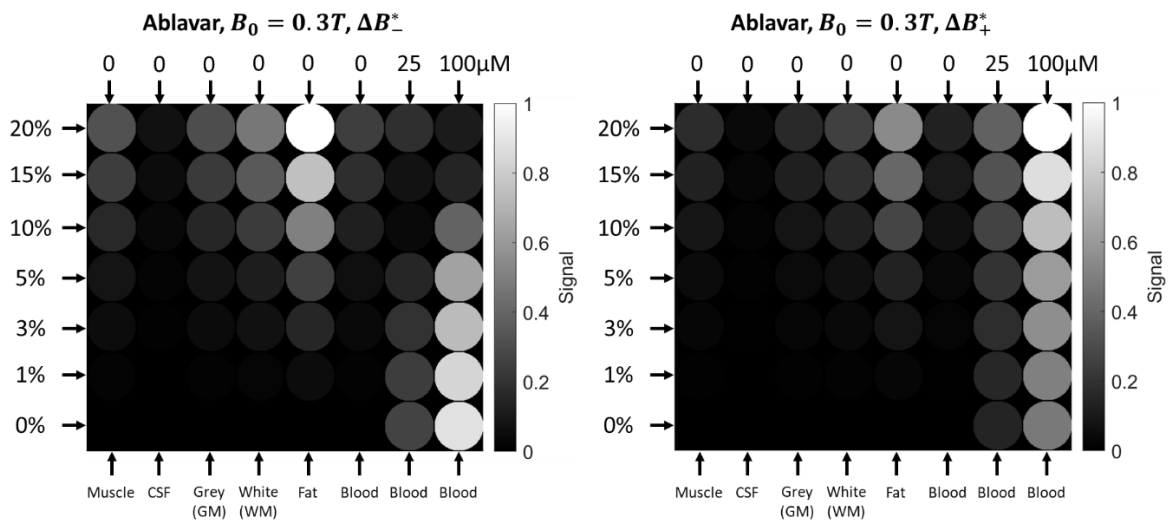 Ablavar, B₀ = 0.3T, ΔB₋*
0 0 0 0 0 0 25 100μM
20%
15%
10%
5%
3%
1%
0%
1
0.8
0.6
0.4
0.2
0
Signal
Muscle CSF Grey White Fat Blood Blood Blood
(GM) (WM)
Ablavar, B₀ = 0.3T, ΔB₊*
0 0 0 0 0 0 25 100μM
20%
15%
10%
5%
3%
1%
0%
1
0.8
0.6
0.4
0.2
0
Signal
Muscle CSF Grey White Fat Blood Blood Blood
(GM) (WM)